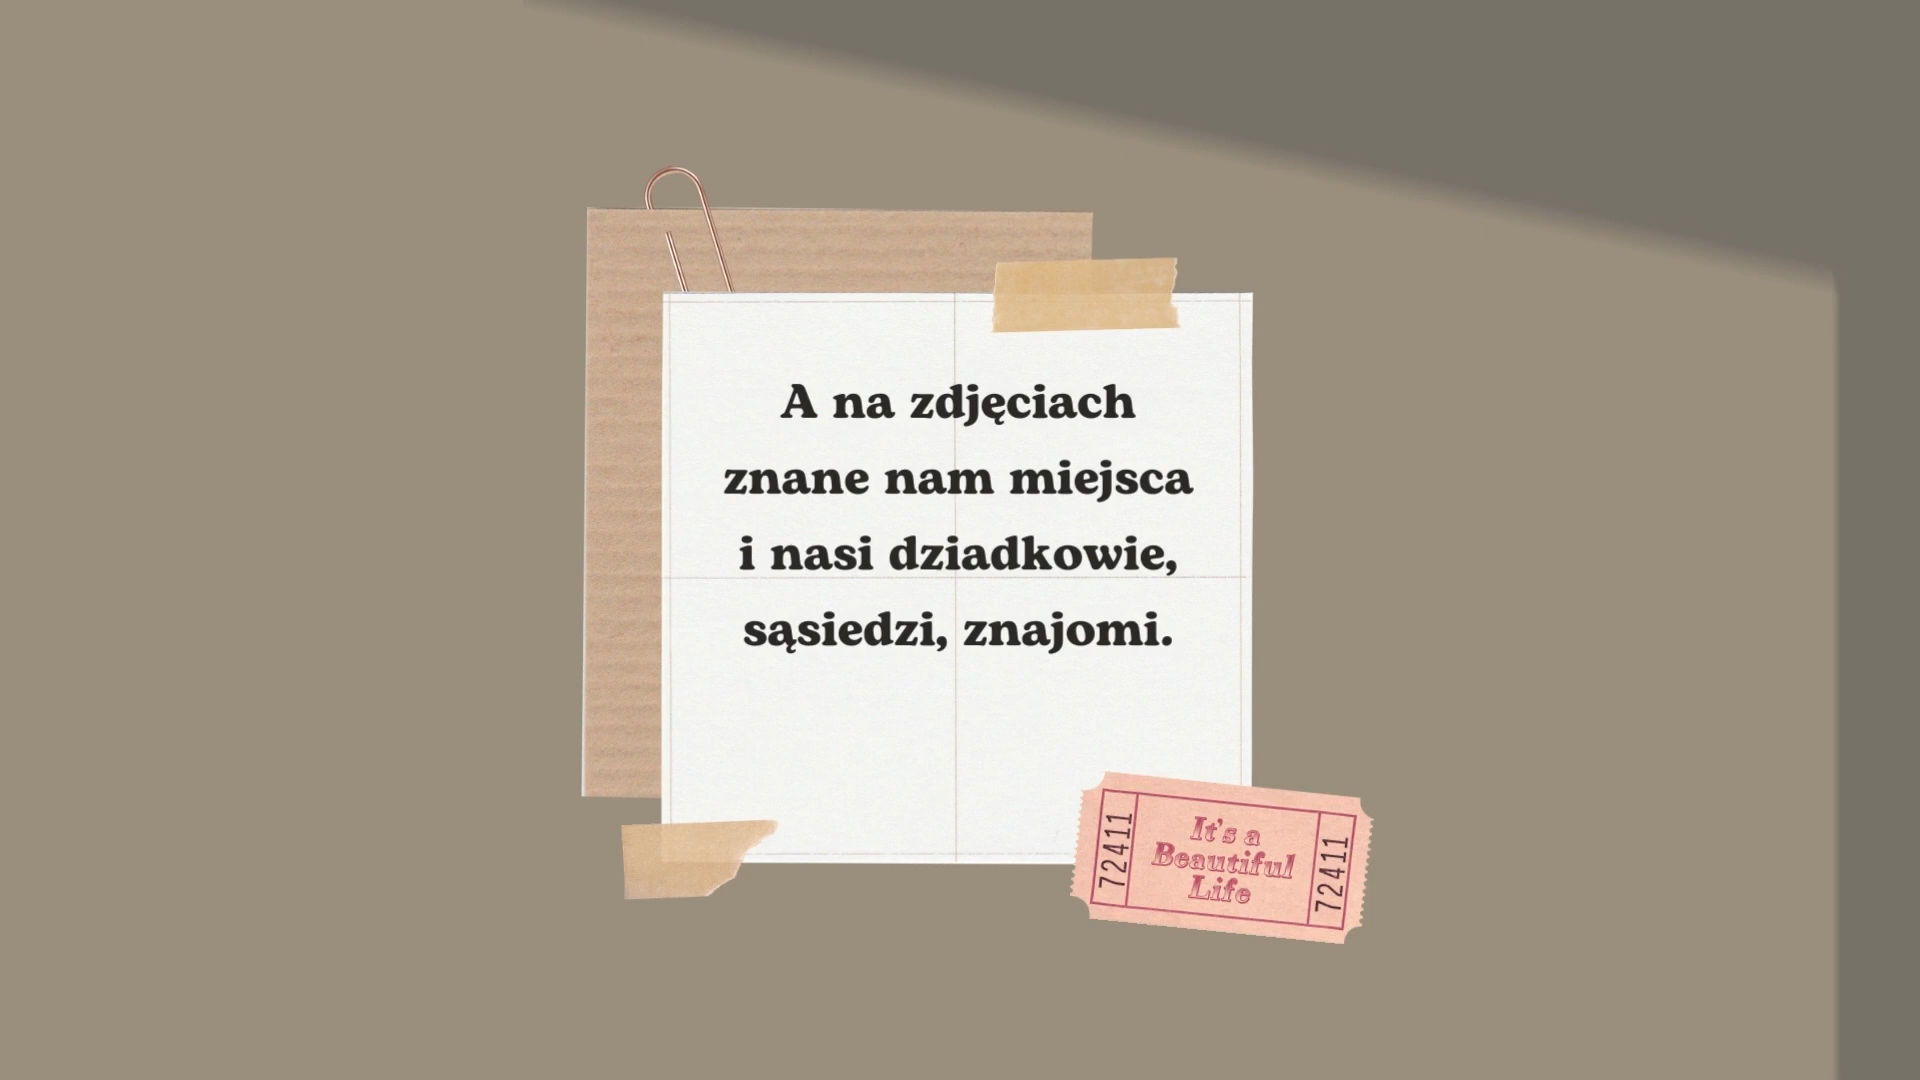 A na zdjęciach
znane nam miejsca
i nasi dziadkowie,
sąsiedzi, znajomi.
72411
It's a
Beautiful
Life
72411